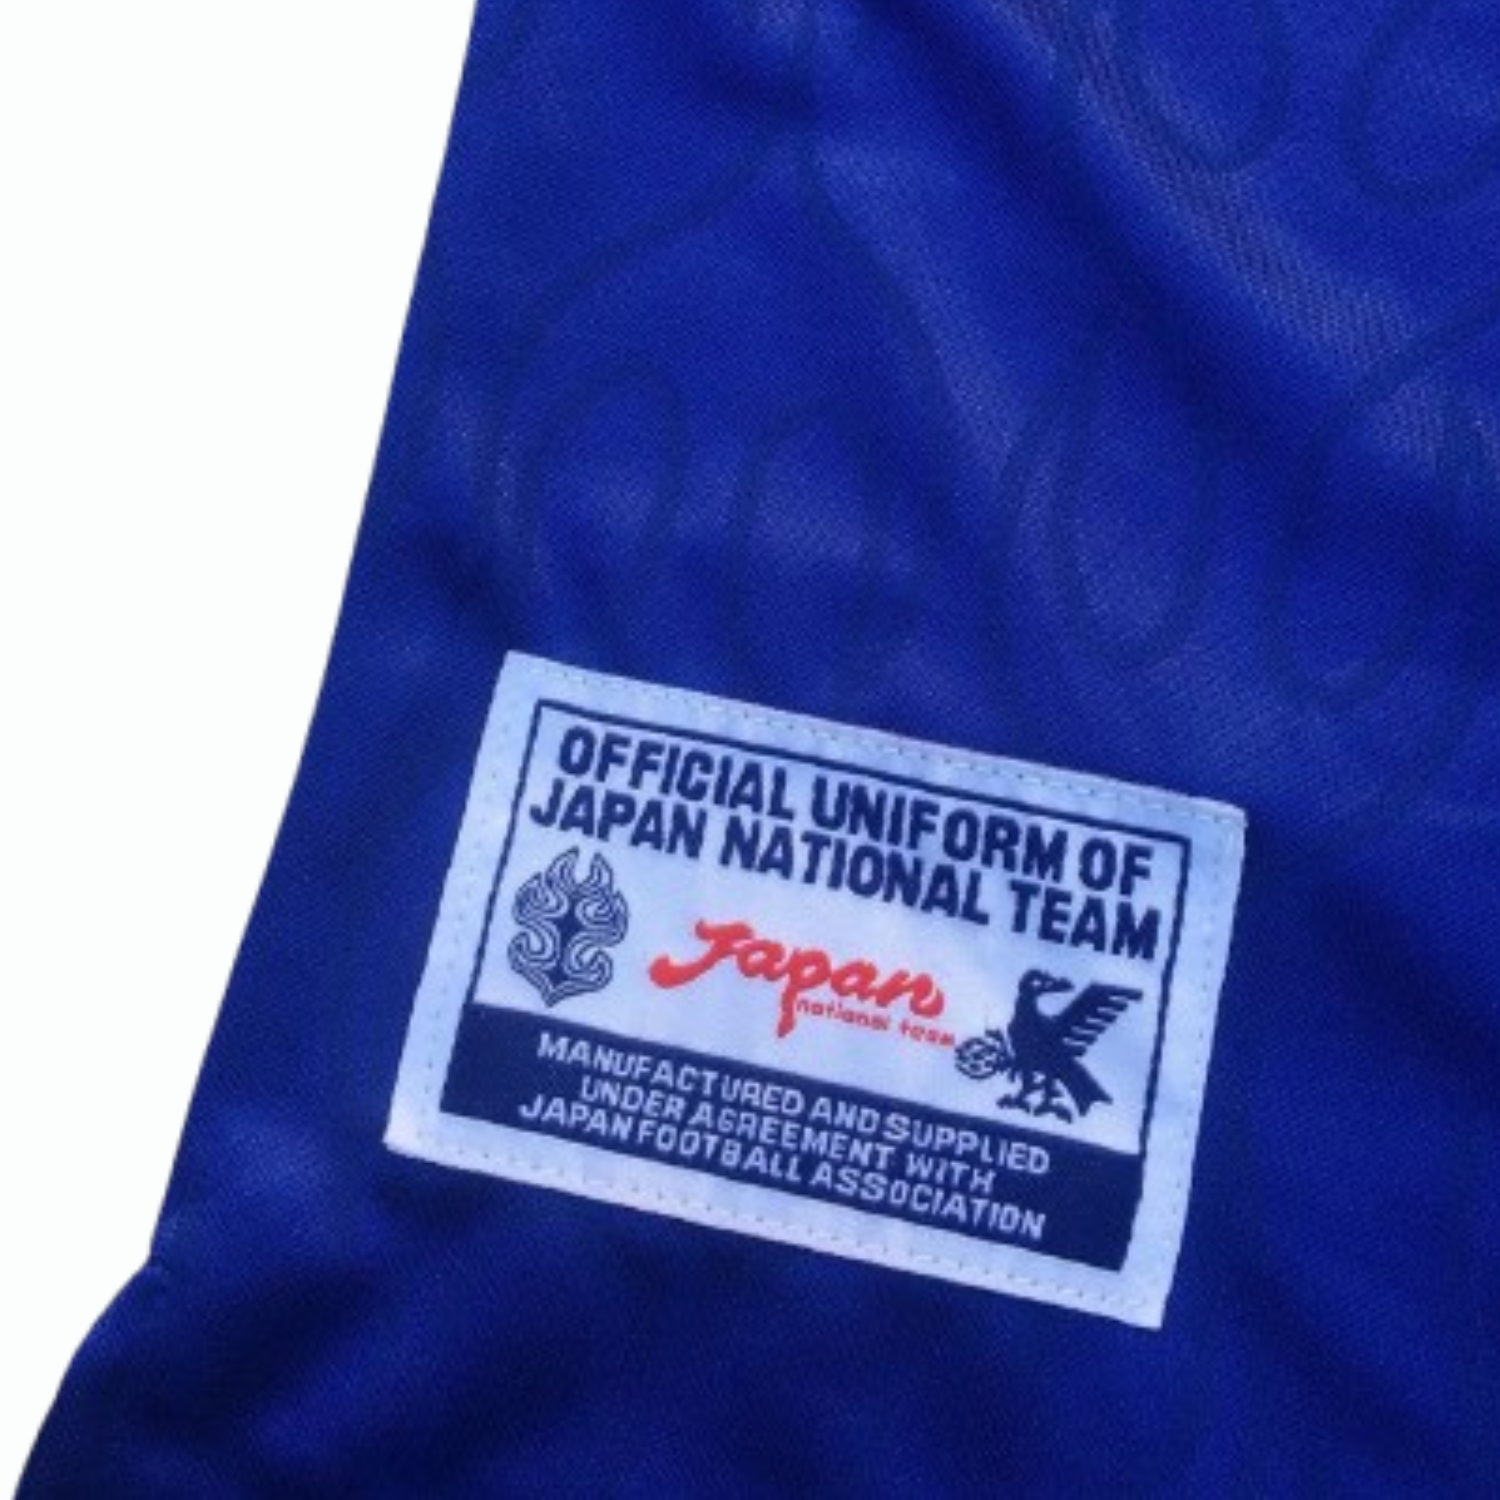 OFFICIAL UNIFORM OF
JAPAN NATIONAL TEAM
Japan
national team
MANUFACTURED AND SUPPLIED
UNDER AGREEMENT WITH
JAPAN FOOTBALL ASSOCIATION